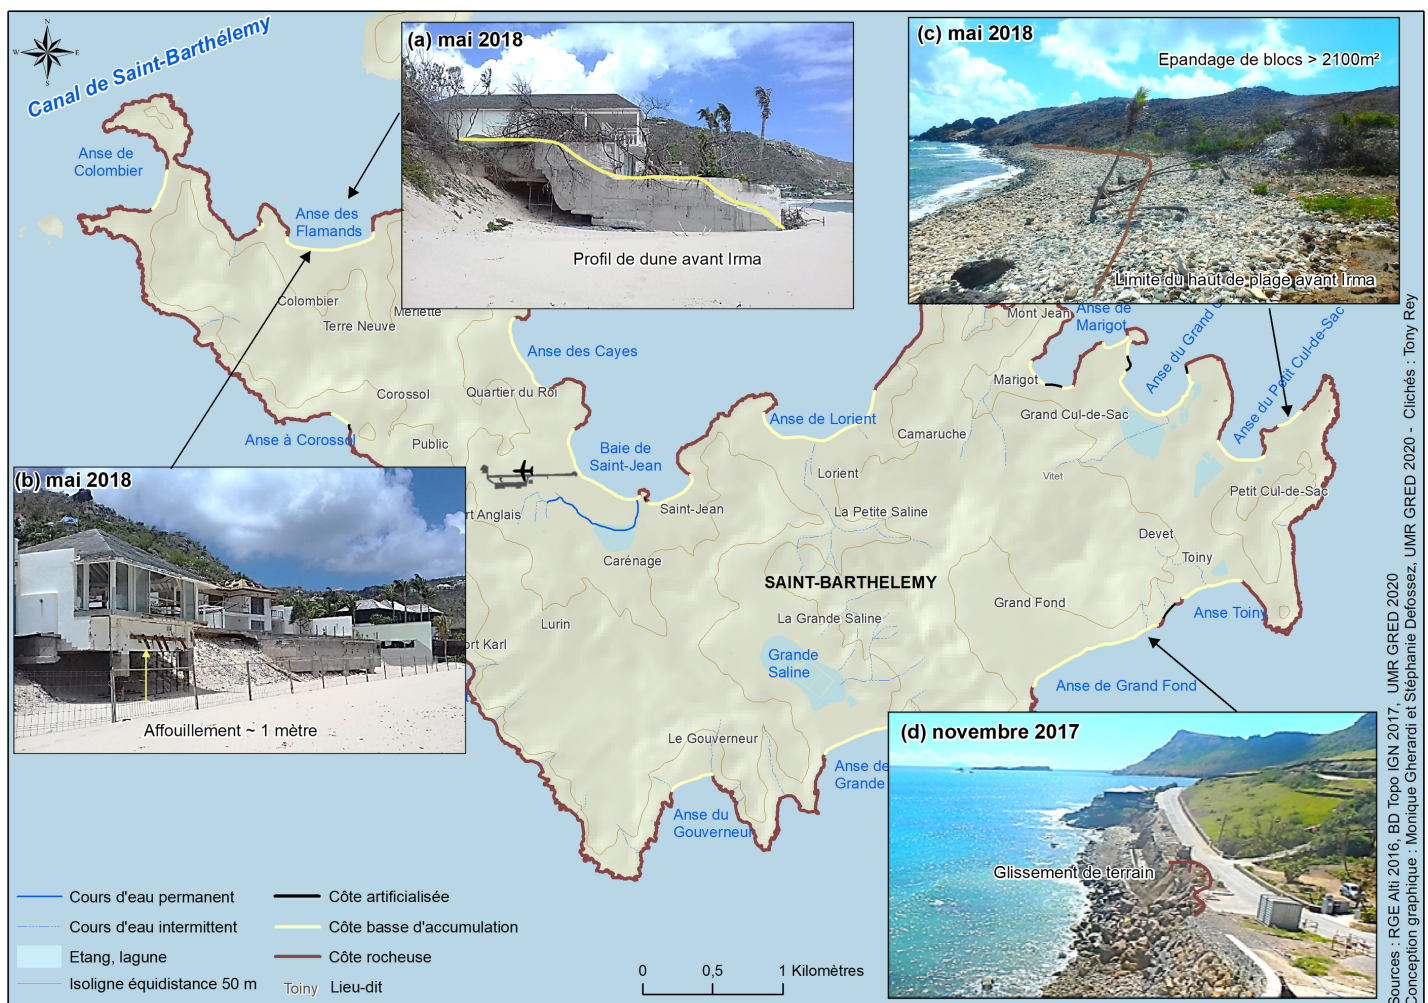 N
W
E
S
Canal de Saint-Barthélemy
(a) mai 2018
Profil de dune avant Irma
(c) mai 2018
Epandage de blocs > 2100m²
Limite du haut de plage avant Irma
Anse de
Colombier
Anse des
Flamands
Colombier
Terre Neuve
Merlette
Anse des Cayes
Corossol
Quartier du Roi
Anse à Corossol
Public
Baie de
Saint-Jean
Anse de Lorient
Mont Jean
Anse de
Marigot
Anse du Grand
Anse du Petit Cul-de-Sac
Marigot
Grand Cul-de-Sac
Camaruche
Vitet
Lorient
Petit Cul-de-Sac
Saint-Jean
La Petite Saline
rt Anglais
Carénage
Devet
Toiny
SAINT-BARTHELEMY
Grand Fond
Anse Toiny
Lurin
La Grande Saline
ort Karl
Grande
Saline
Anse de Grand Fond
Le Gouverneur
Anse de
Grande
Anse du
Gouverneur
(b) mai 2018
Affouillement ~ 1 mètre
(d) novembre 2017
Glissement de terrain
Cours d'eau permanent
Cours d'eau intermittent
Etang, lagune
Isoligne équidistance 50 m
Côte artificialisée
Côte basse d'accumulation
Côte rocheuse
Toiny Lieu-dit
0 0,5 1 Kilomètres
Sources : RGE Alti 2016, BD Topo IGN 2017, UMR GRED 2020
Conception graphique : Monique Gherardi et Stéphanie Defossez, UMR GRED 2020 - Clichés : Tony Rey